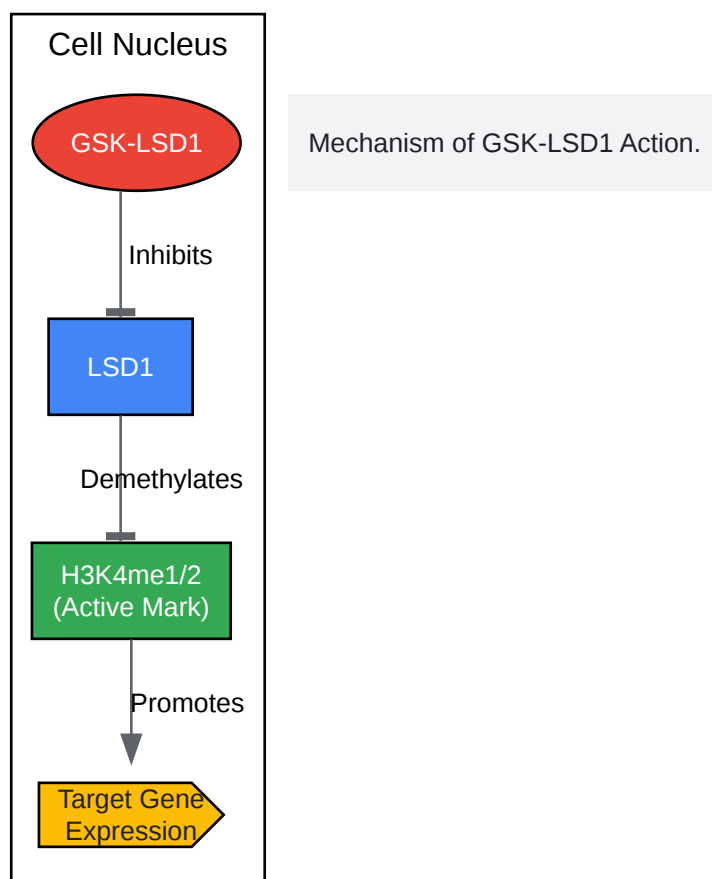 Cell Nucleus
GSK-LSD1
Mechanism of GSK-LSD1 Action.
Inhibits
LSD1
Demethylates
H3K4me1/2
(Active Mark)
Promotes
Target Gene
Expression